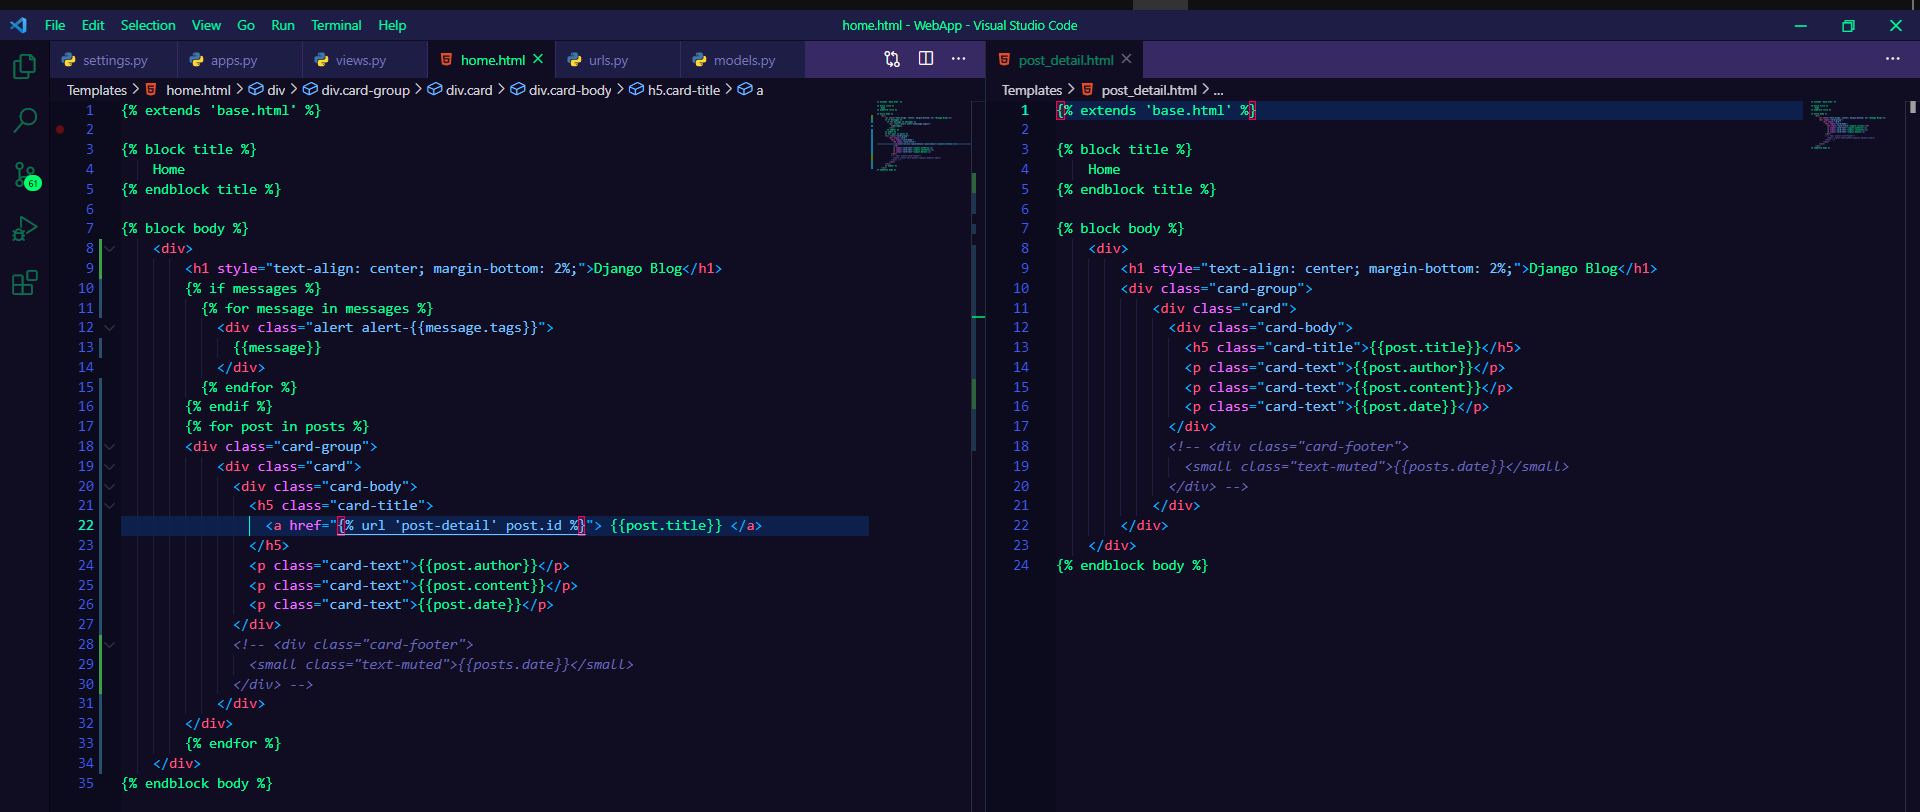 File Edit Selection View Go Run Terminal Help home.html - WebApp - Visual Studio Code
settings.py apps.py views.py home.html urls.py models.py
Templates > home.html > div > div.card-group > div.card > div.card-body > h5.card-title > a
61
1 {% extends 'base.html' %}
2
3 {% block title %}
4 Home
5 {% endblock title %}
6
7 {% block body %}
8 <div>
9 <h1 style="text-align: center; margin-bottom: 2%;">Django Blog</h1>
10 {% if messages %}
11 {% for message in messages %}
12 <div class="alert alert-{{message.tags}}">
13 {{message}}
14 </div>
15 {% endfor %}
16 {% endif %}
17 {% for post in posts %}
18 <div class="card-group">
19 <div class="card">
20 <div class="card-body">
21 <h5 class="card-title">
22 <a href="{% url 'post-detail' post.id %}"> {{post.title}} </a>
23 </h5>
24 <p class="card-text">{{post.author}}</p>
25 <p class="card-text">{{post.content}}</p>
26 <p class="card-text">{{post.date}}</p>
27 </div>
28 <!-- <div class="card-footer">
29 <small class="text-muted">{{posts.date}}</small>
30 </div> -->
31 </div>
32 </div>
33 {% endfor %}
34 </div>
35 {% endblock body %}
post_detail.html
Templates > post_detail.html > ...
1 {% extends 'base.html' %}
2
3 {% block title %}
4 Home
5 {% endblock title %}
6
7 {% block body %}
8 <div>
9 <h1 style="text-align: center; margin-bottom: 2%;">Django Blog</h1>
10 <div class="card-group">
11 <div class="card">
12 <div class="card-body">
13 <h5 class="card-title">{{post.title}}</h5>
14 <p class="card-text">{{post.author}}</p>
15 <p class="card-text">{{post.content}}</p>
16 <p class="card-text">{{post.date}}</p>
17 </div>
18 <!-- <div class="card-footer">
19 <small class="text-muted">{{posts.date}}</small>
20 </div> -->
21 </div>
22 </div>
23 </div>
24 {% endblock body %}